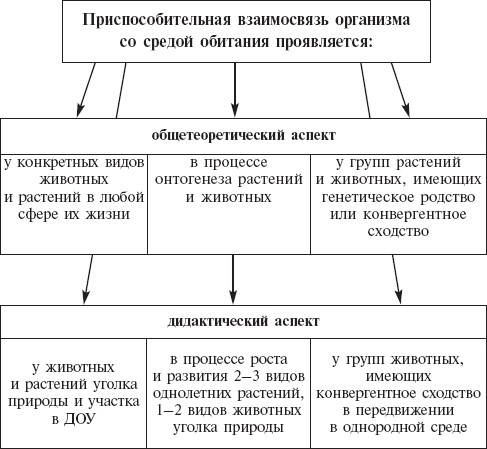 Приспособительная взаимосвязь организма
со средой обитания проявляется:
общетеоретический аспект
у конкретных видов
животных
и растений в любой
сфере их жизни
в процессе
онтогенеза растений
и животных
у групп растений
и животных, имеющих
генетическое родство
или конвергентное
сходство
дидактический аспект
у животных
и растений уголка
природы и участка
в ДОУ
в процессе роста
и развития 2–3 видов
однолетних растений,
1–2 видов животных
уголка природы
у групп животных,
имеющих
конвергентное сходство
в передвижении
в однородной среде